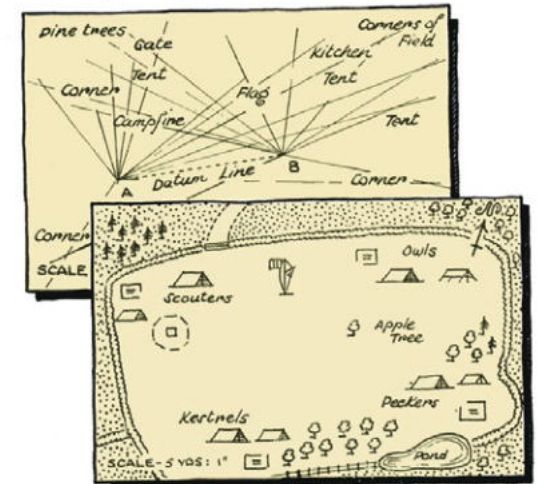 Pine trees
Corners of
Field
Gate
Kitchen
Tent
Tent
Corner
Flag
Campfire
Tent
B
Datum Line
A
Corner
Corner
SCALE
N
Owls
Scouters
Apple
Tree
Peckers
Kestrels
Pond
SCALE - 5 YDS : 1"